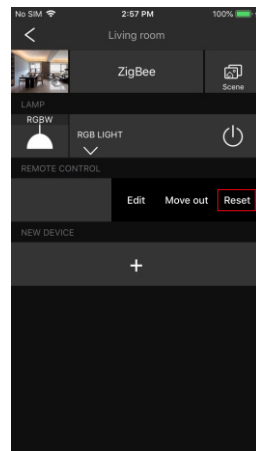 No SIM 2:57 PM 100%
Living room
ZigBee
Scene
LAMP
RGBW
RGB LIGHT
REMOTE CONTROL
Edit Move out Reset
NEW DEVICE
+